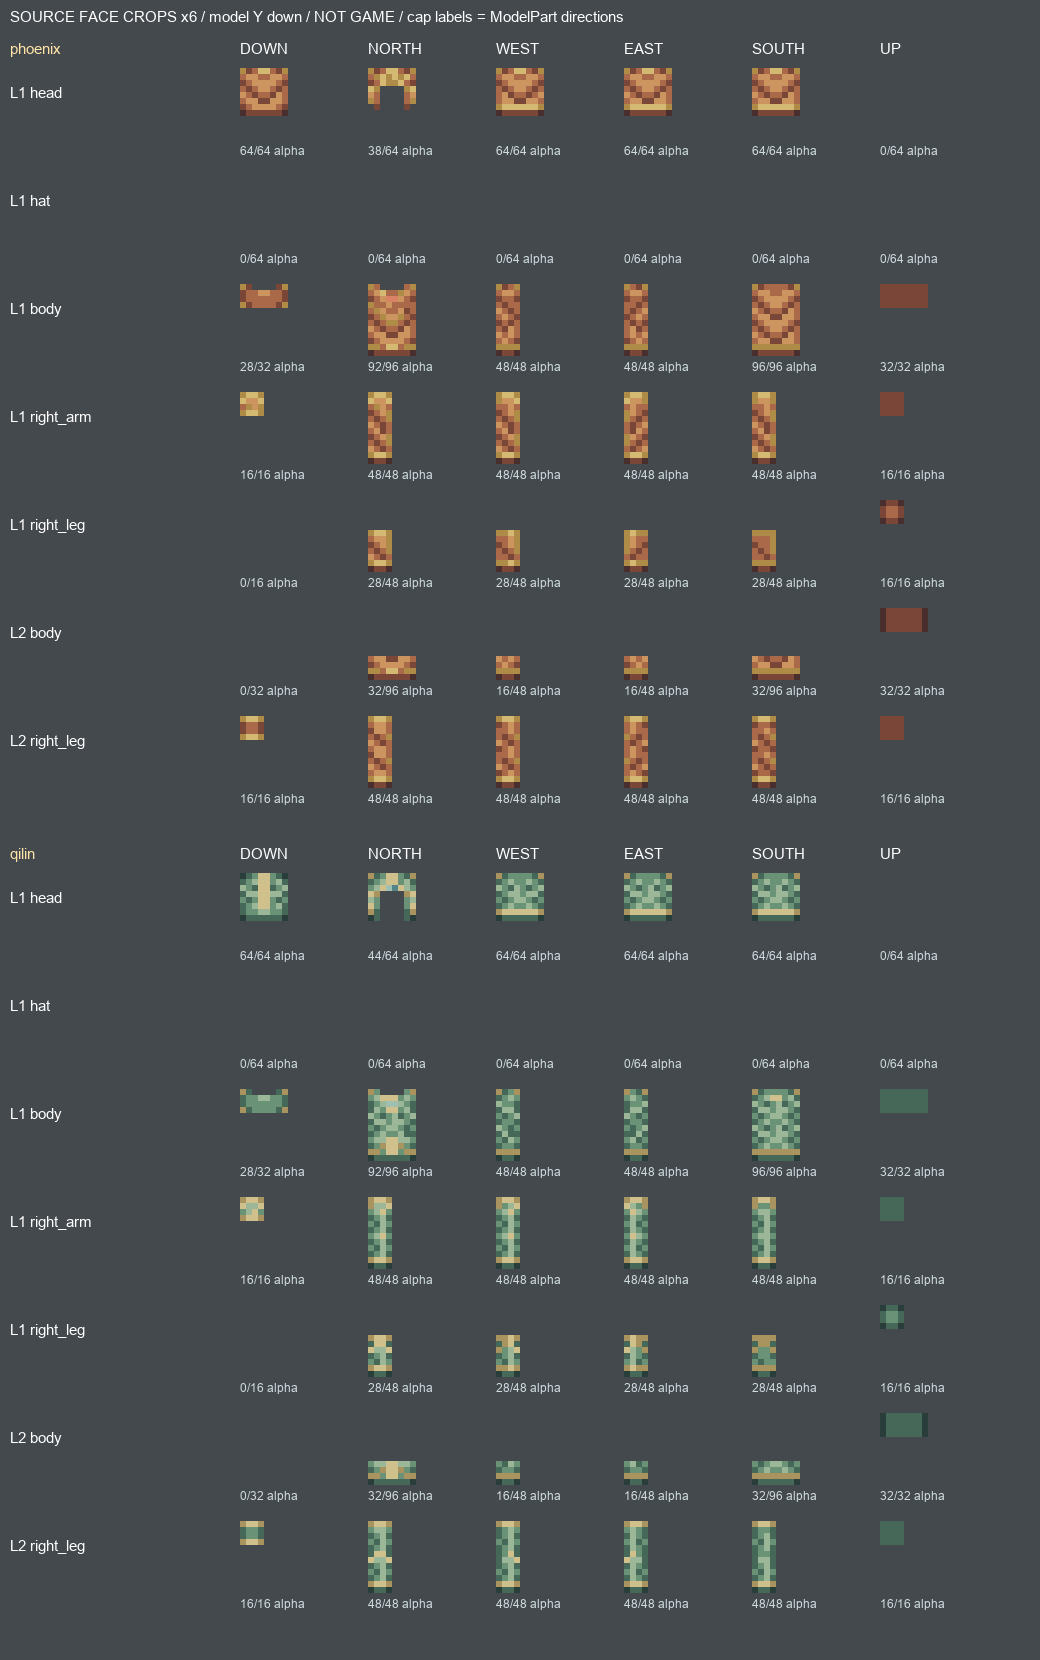 SOURCE FACE CROPS x6 / model Y down / NOT GAME / cap labels = ModelPart directions
phoenix DOWN NORTH WEST EAST SOUTH UP
L1 head
64/64 alpha 38/64 alpha 64/64 alpha 64/64 alpha 64/64 alpha 0/64 alpha
L1 hat
0/64 alpha 0/64 alpha 0/64 alpha 0/64 alpha 0/64 alpha 0/64 alpha
L1 body
28/32 alpha 92/96 alpha 48/48 alpha 48/48 alpha 96/96 alpha 32/32 alpha
L1 right_arm
16/16 alpha 48/48 alpha 48/48 alpha 48/48 alpha 48/48 alpha 16/16 alpha
L1 right_leg
0/16 alpha 28/48 alpha 28/48 alpha 28/48 alpha 28/48 alpha 16/16 alpha
L2 body
0/32 alpha 32/96 alpha 16/48 alpha 16/48 alpha 32/96 alpha 32/32 alpha
L2 right_leg
16/16 alpha 48/48 alpha 48/48 alpha 48/48 alpha 48/48 alpha 16/16 alpha
qilin DOWN NORTH WEST EAST SOUTH UP
L1 head
64/64 alpha 44/64 alpha 64/64 alpha 64/64 alpha 64/64 alpha 0/64 alpha
L1 hat
0/64 alpha 0/64 alpha 0/64 alpha 0/64 alpha 0/64 alpha 0/64 alpha
L1 body
28/32 alpha 92/96 alpha 48/48 alpha 48/48 alpha 96/96 alpha 32/32 alpha
L1 right_arm
16/16 alpha 48/48 alpha 48/48 alpha 48/48 alpha 48/48 alpha 16/16 alpha
L1 right_leg
0/16 alpha 28/48 alpha 28/48 alpha 28/48 alpha 28/48 alpha 16/16 alpha
L2 body
0/32 alpha 32/96 alpha 16/48 alpha 16/48 alpha 32/96 alpha 32/32 alpha
L2 right_leg
16/16 alpha 48/48 alpha 48/48 alpha 48/48 alpha 48/48 alpha 16/16 alpha